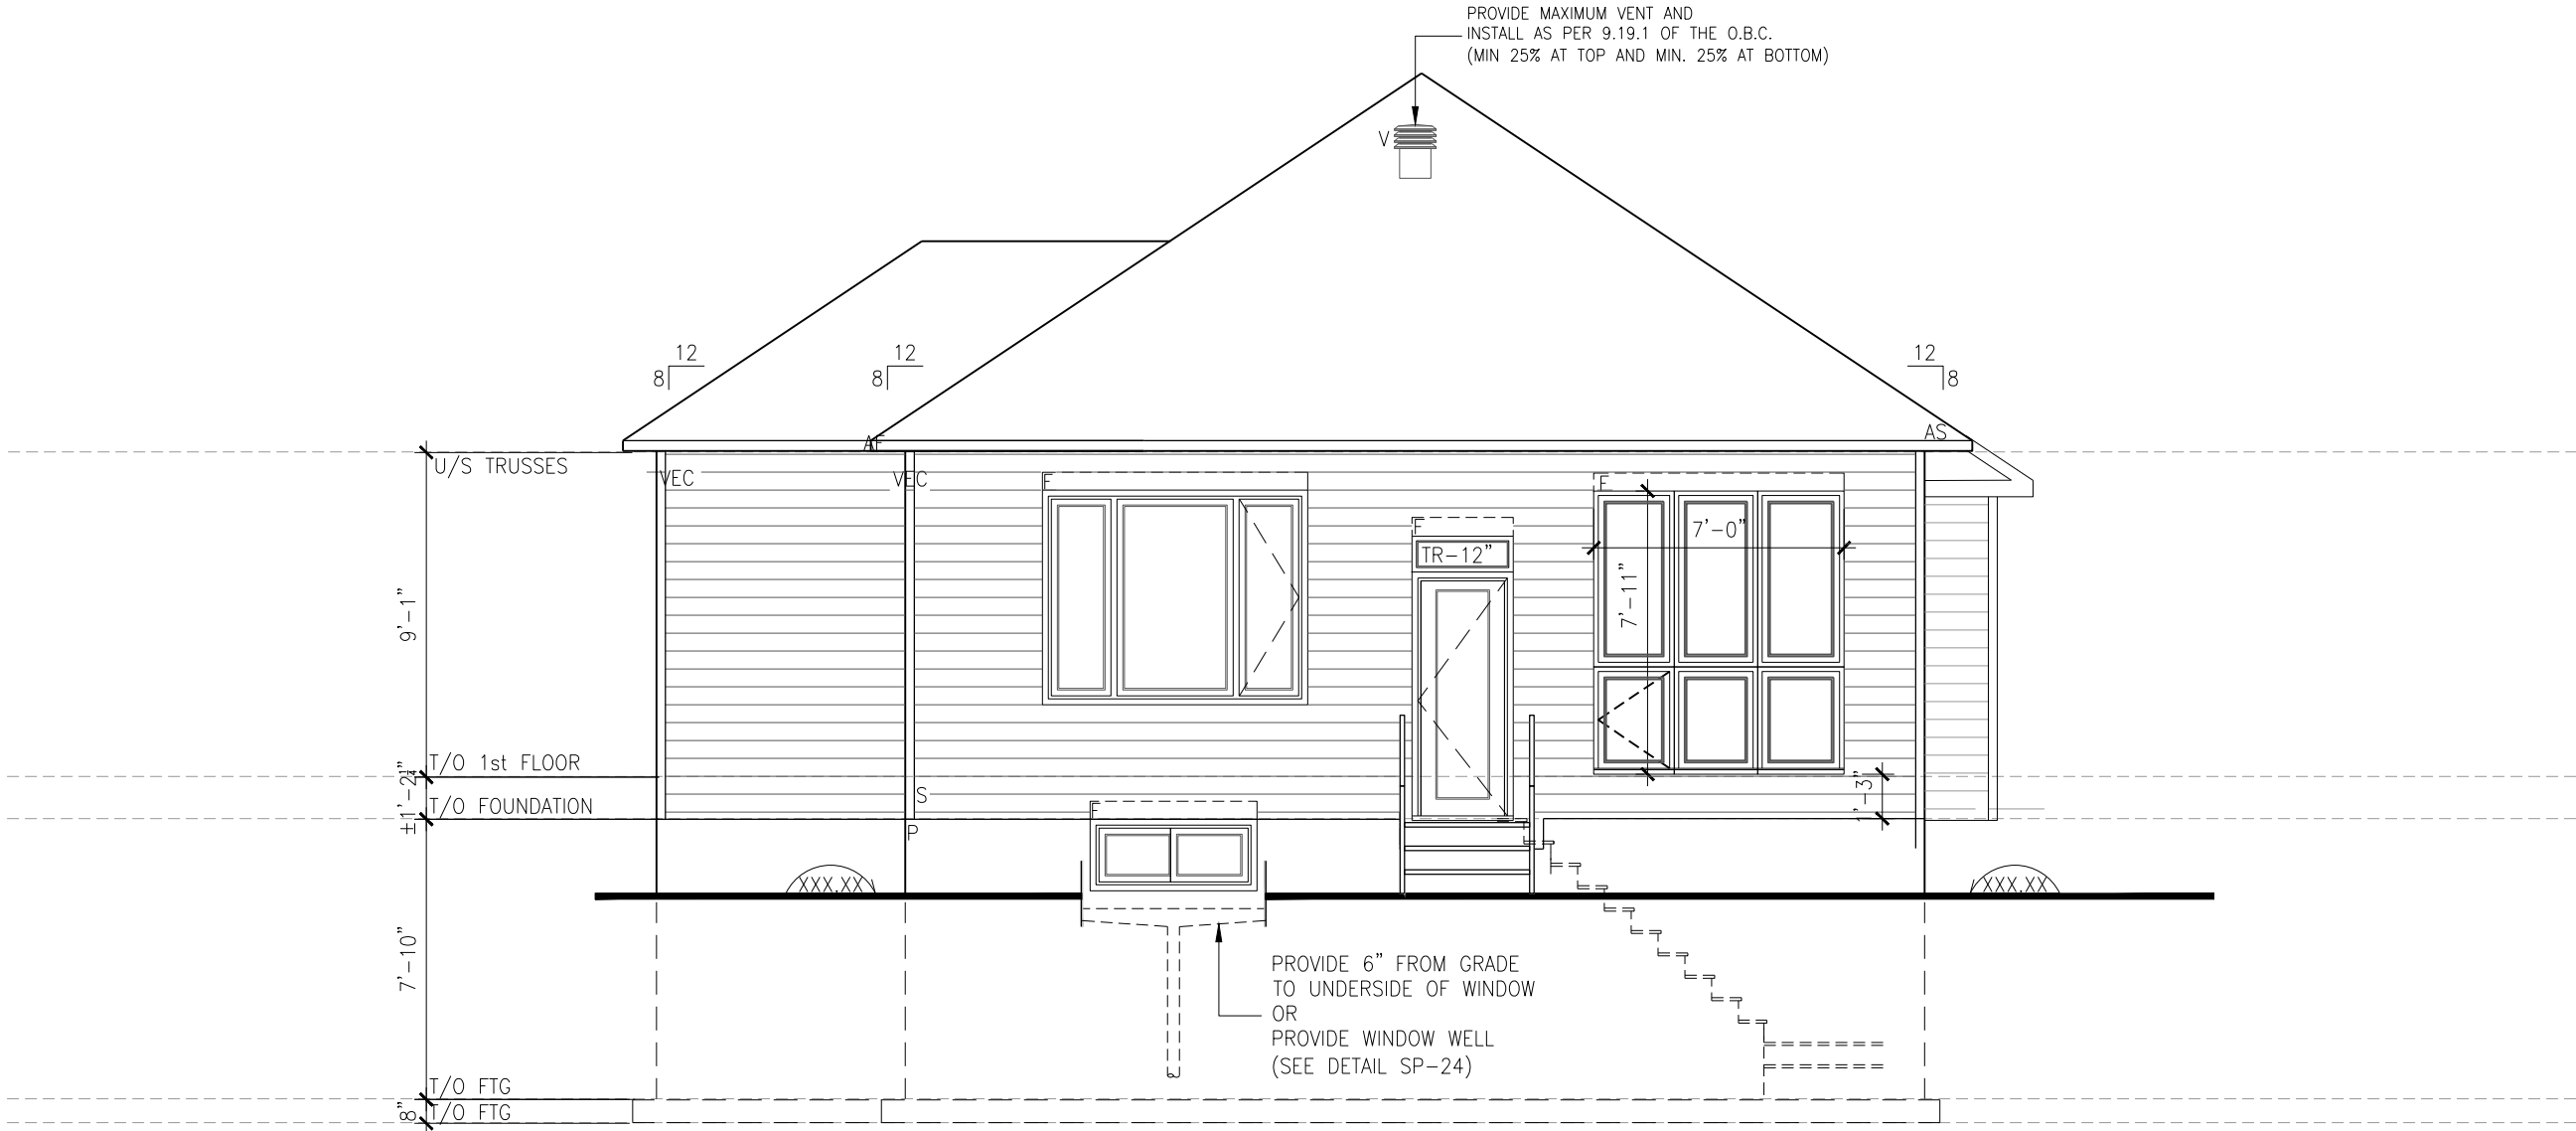 PROVIDE MAXIMUM VENT AND
INSTALL AS PER 9.19.1 OF THE O.B.C.
(MIN 25% AT TOP AND MIN. 25% AT BOTTOM)
V
12
8
12
8
12
8
AF
AS
U/S TRUSSES
VEC
VEC
F
F
F
TR-12"
7'-0"
7'-11"
9'-1"
T/O 1st FLOOR
±1'-2½"
T/O FOUNDATION
S
P
F
1'-3"
XXX.XX
XXX.XX
7'-10"
PROVIDE 6" FROM GRADE
TO UNDERSIDE OF WINDOW
OR
PROVIDE WINDOW WELL
(SEE DETAIL SP-24)
T/O FTG
8"
T/O FTG